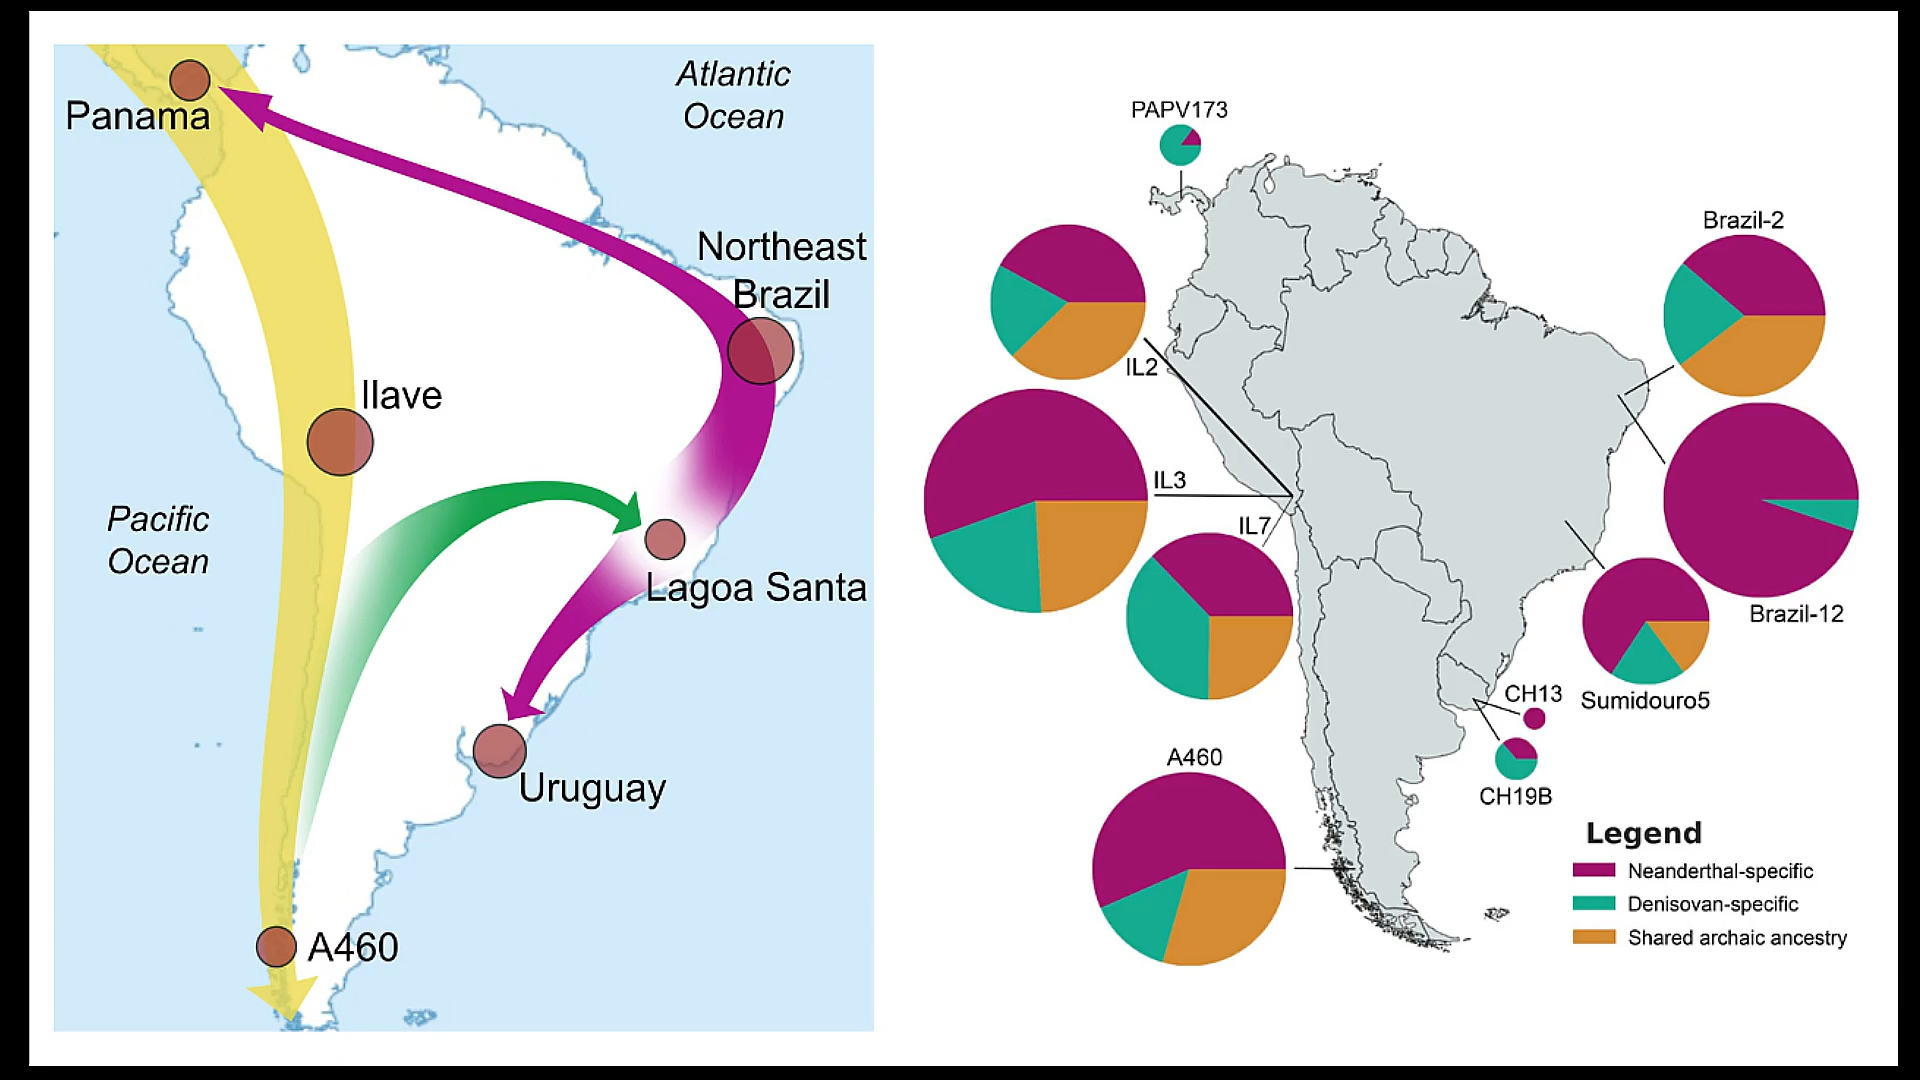 Atlantic
Ocean
Panama
Northeast
Brazil
Ilave
Pacific
Ocean
Lagoa Santa
Uruguay
A460
PAPV173
Brazil-2
IL2
IL3
IL7
Brazil-12
CH13
Sumidouro5
A460
CH19B
Legend
Neanderthal-specific
Denisovan-specific
Shared archaic ancestry